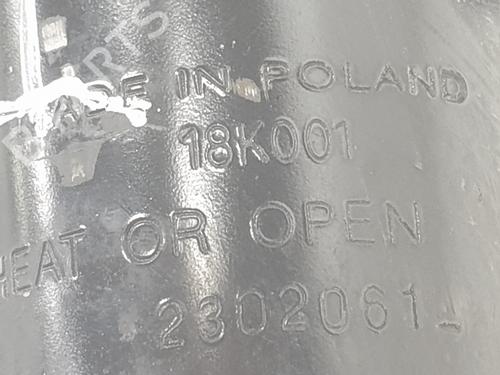 MADE IN POLAND
18K001
HEAT OR OPEN
2302061